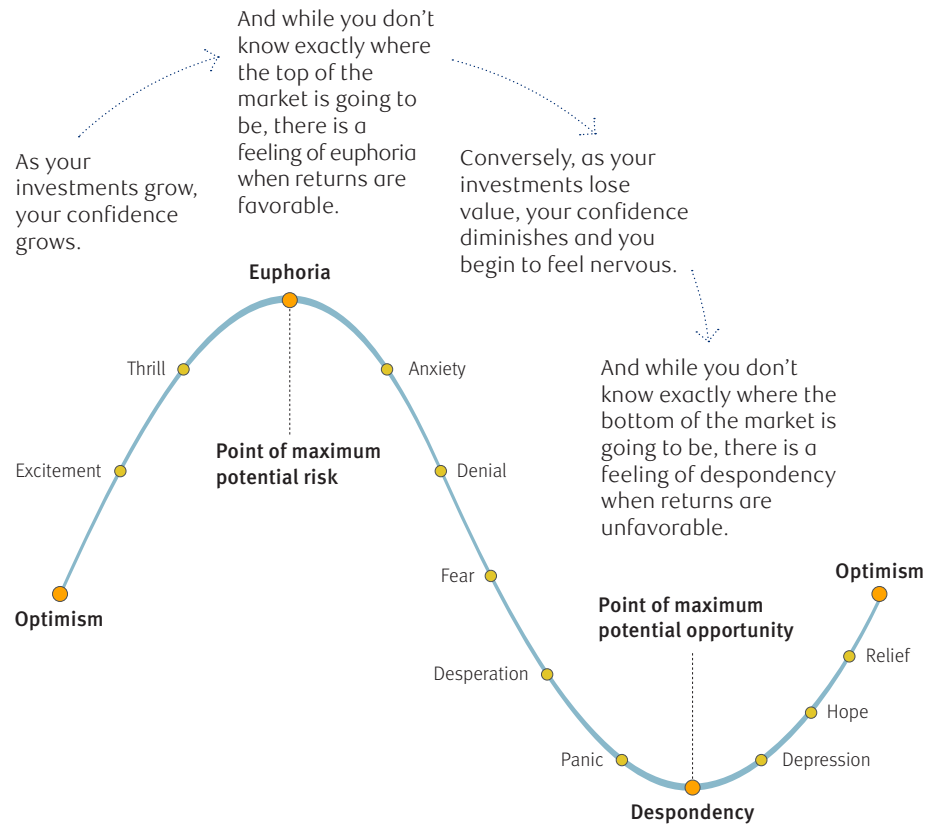 And while you don't
know exactly where
the top of the
market is going to
be, there is a
feeling of euphoria
when returns are
favorable.
As your
investments grow,
your confidence
grows.
Conversely, as your
investments lose
value, your confidence
diminishes and you
begin to feel nervous.
And while you don't
know exactly where the
bottom of the market is
going to be, there is a
feeling of despondency
when returns are
unfavorable.
Euphoria
Thrill
Anxiety
Point of maximum
potential risk
Excitement
Denial
Fear
Optimism
Optimism
Point of maximum
potential opportunity
Relief
Desperation
Hope
Panic
Depression
Despondency